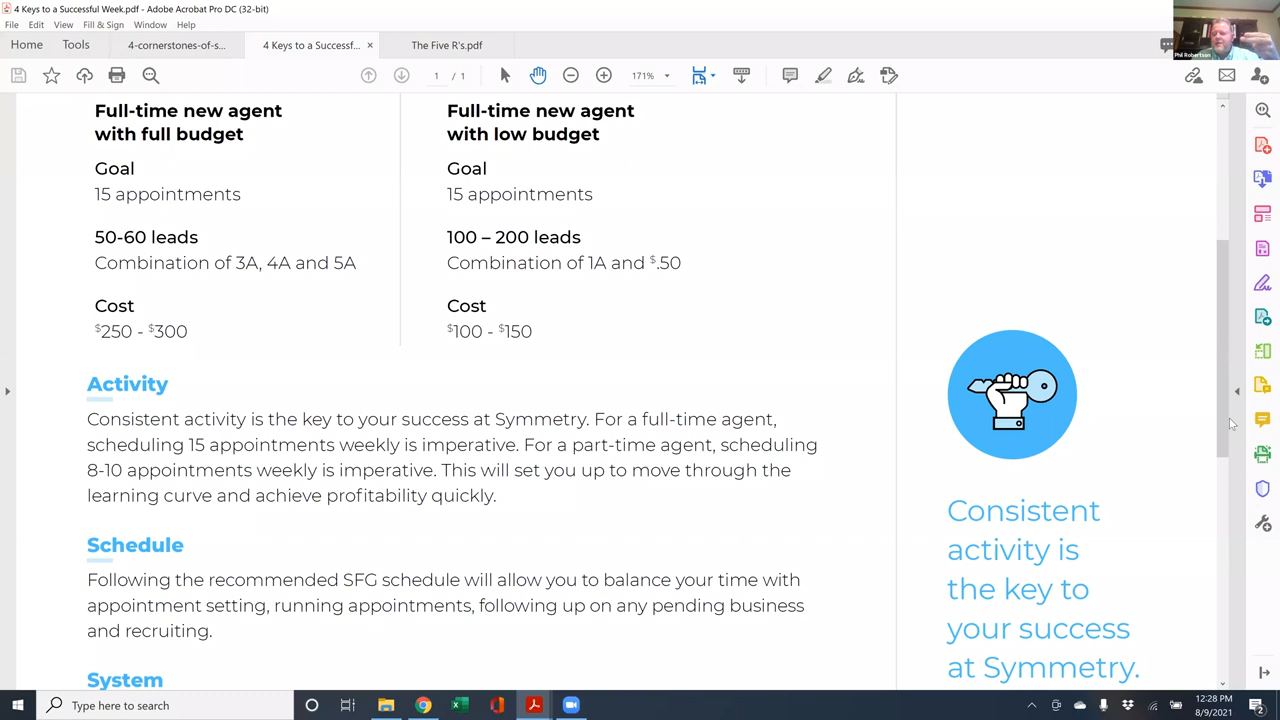 4 Keys to a Successful Week.pdf - Adobe Acrobat Pro DC (32-bit)
File Edit View Fill & Sign Window Help
Home Tools 4-cornerstones-of-s... 4 Keys to a Successf... × The Five R's.pdf
1 / 1 171%
Phil Robertson
Full-time new agent
with full budget
Goal
15 appointments
50-60 leads
Combination of 3A, 4A and 5A
Cost
$250 - $300
Full-time new agent
with low budget
Goal
15 appointments
100 – 200 leads
Combination of 1A and $.50
Cost
$100 - $150
Activity
Consistent activity is the key to your success at Symmetry. For a full-time agent,
scheduling 15 appointments weekly is imperative. For a part-time agent, scheduling
8-10 appointments weekly is imperative. This will set you up to move through the
learning curve and achieve profitability quickly.
Schedule
Following the recommended SFG schedule will allow you to balance your time with
appointment setting, running appointments, following up on any pending business
and recruiting.
System
Consistent
activity is
the key to
your success
at Symmetry.
Type here to search
12:28 PM
8/9/2021
2